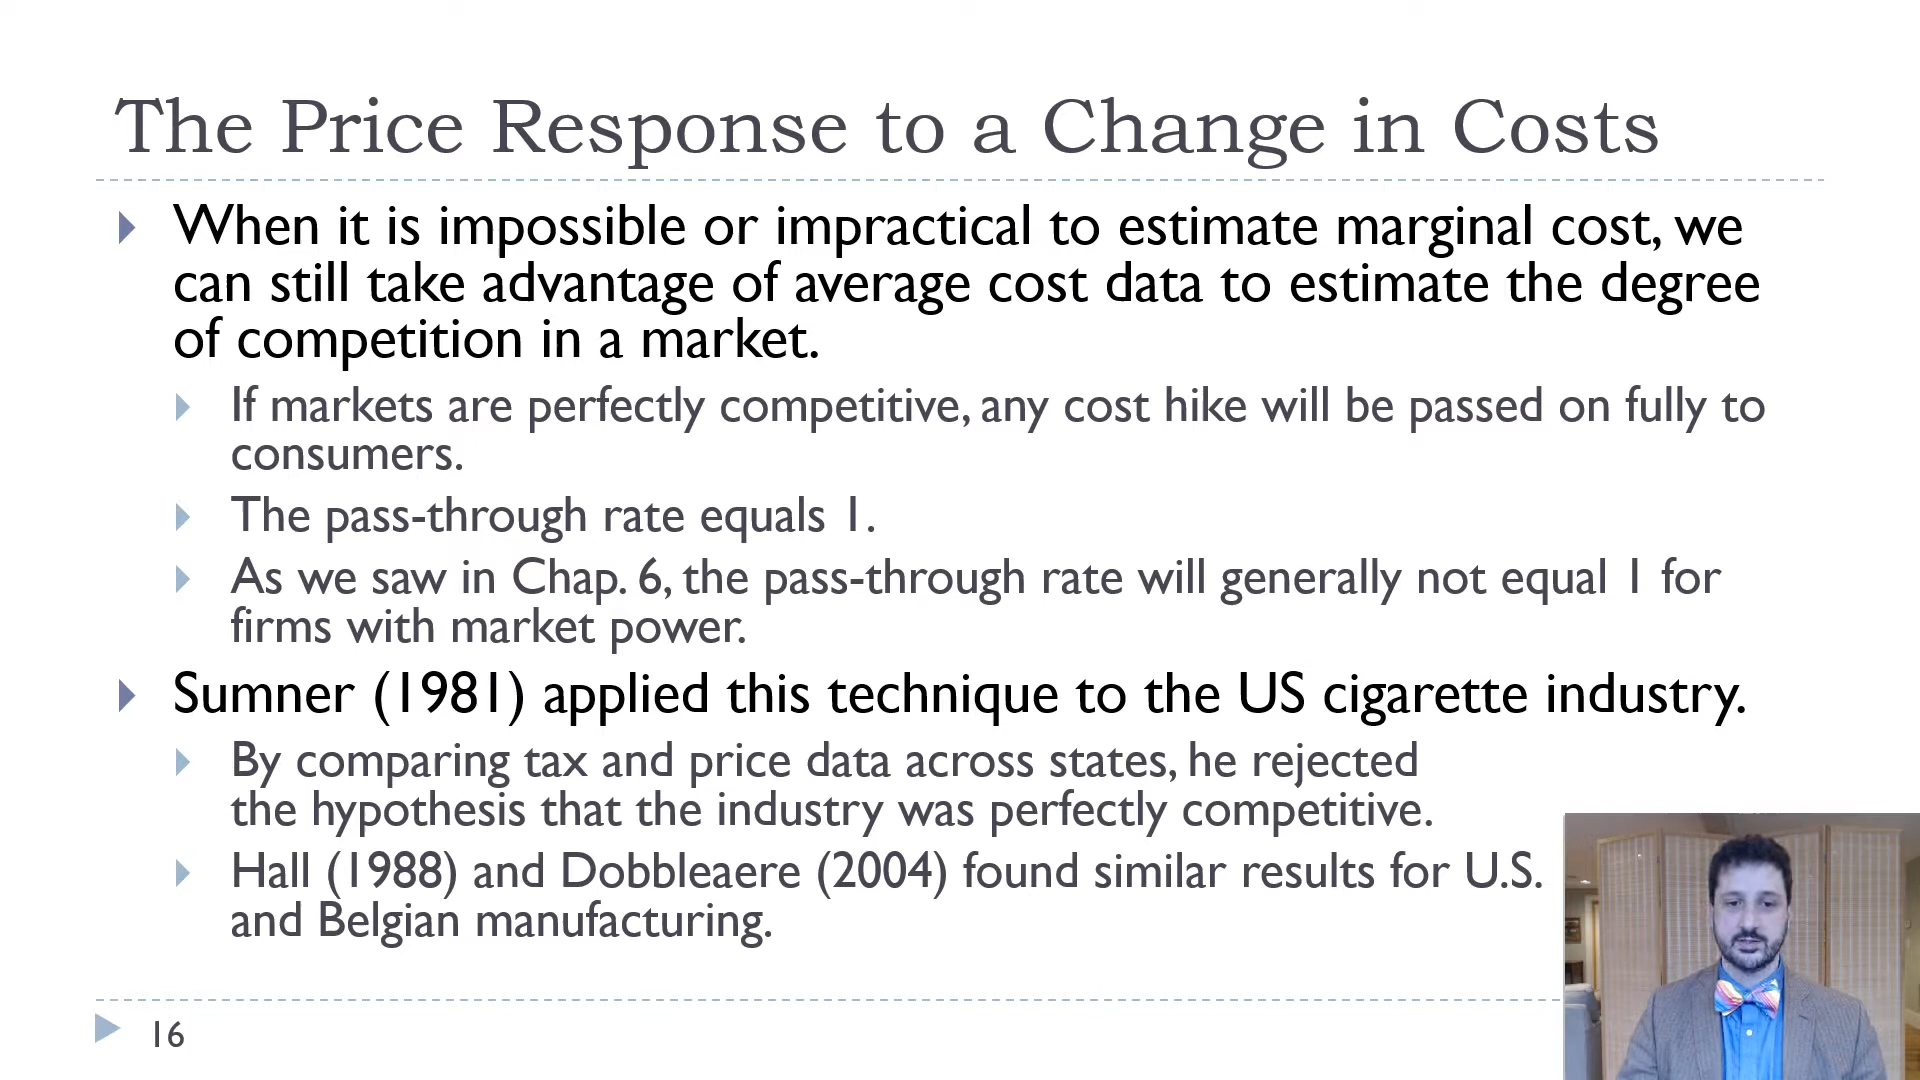 The Price Response to a Change in Costs
When it is impossible or impractical to estimate marginal cost, we
can still take advantage of average cost data to estimate the degree
of competition in a market.
If markets are perfectly competitive, any cost hike will be passed on fully to
consumers.
The pass-through rate equals 1.
As we saw in Chap. 6, the pass-through rate will generally not equal 1 for
firms with market power.
Sumner (1981) applied this technique to the US cigarette industry.
By comparing tax and price data across states, he rejected
the hypothesis that the industry was perfectly competitive.
Hall (1988) and Dobbleaere (2004) found similar results for U.S.
and Belgian manufacturing.
16